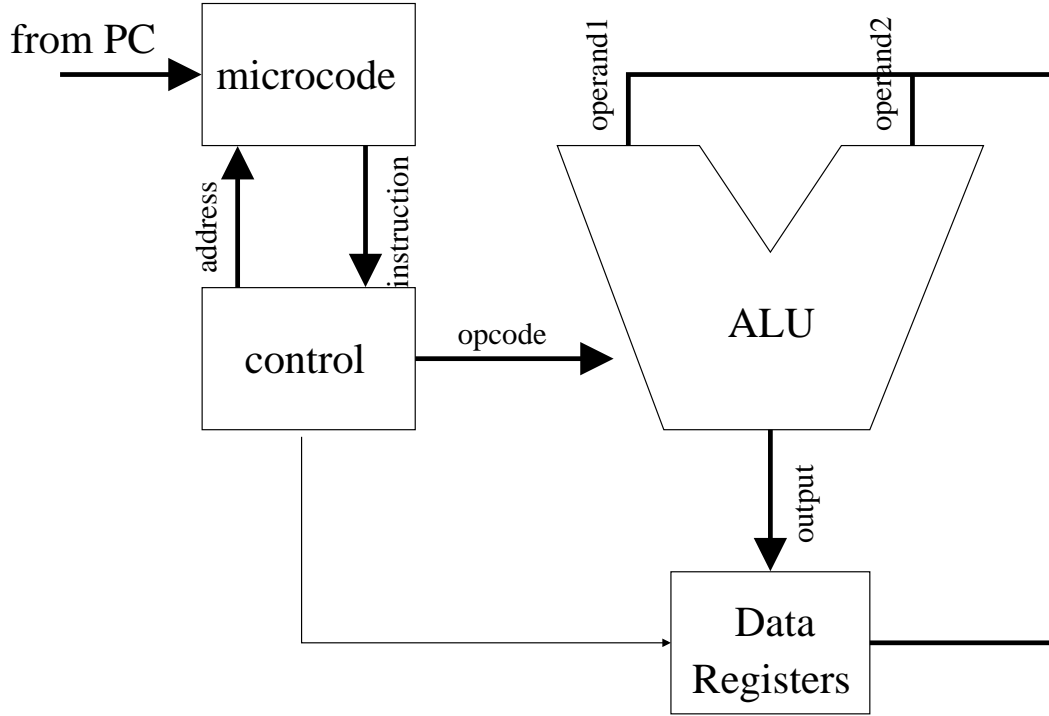 from PC
microcode
operand1
operand2
address
instruction
control
opcode
ALU
output
Data
Registers